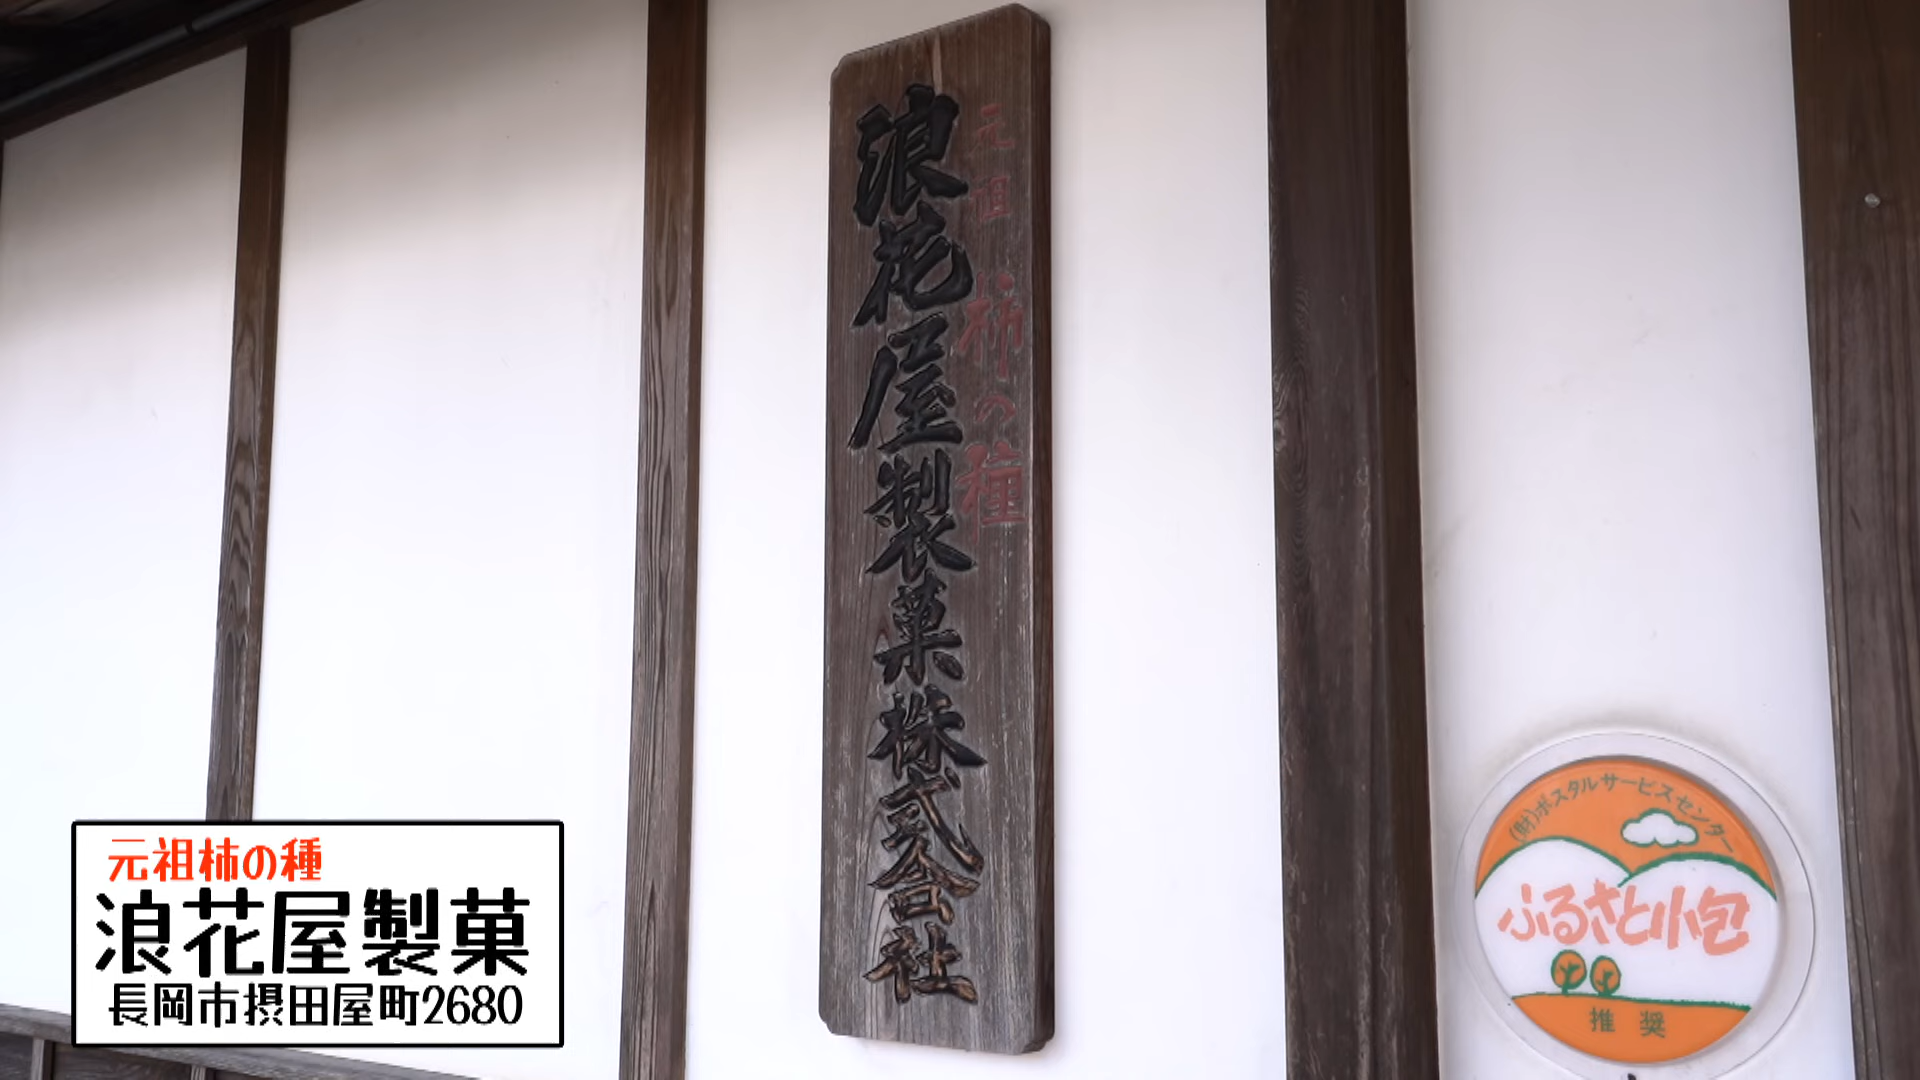 元祖 柿の種
浪花屋製菓株式会社
(財)ポスタルサービスセンター
ふるさと小包
推奨
元祖柿の種
浪花屋製菓
長岡市摂田屋町2680